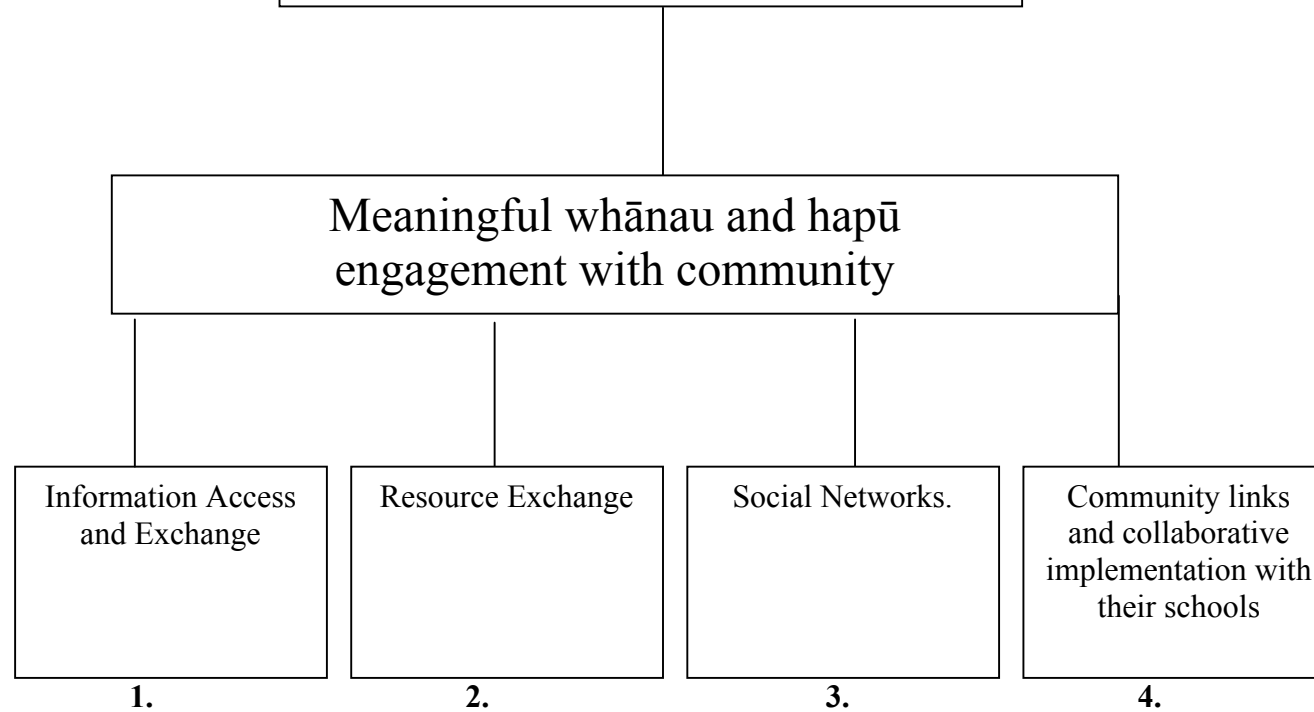 Meaningful whānau and hapū
engagement with community
Information Access
and Exchange
1.
Resource Exchange
2.
Social Networks.
3.
Community links
and collaborative
implementation with
their schools
4.